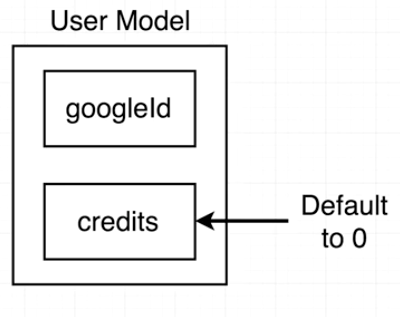 User Model
googleId
credits
Default
to 0